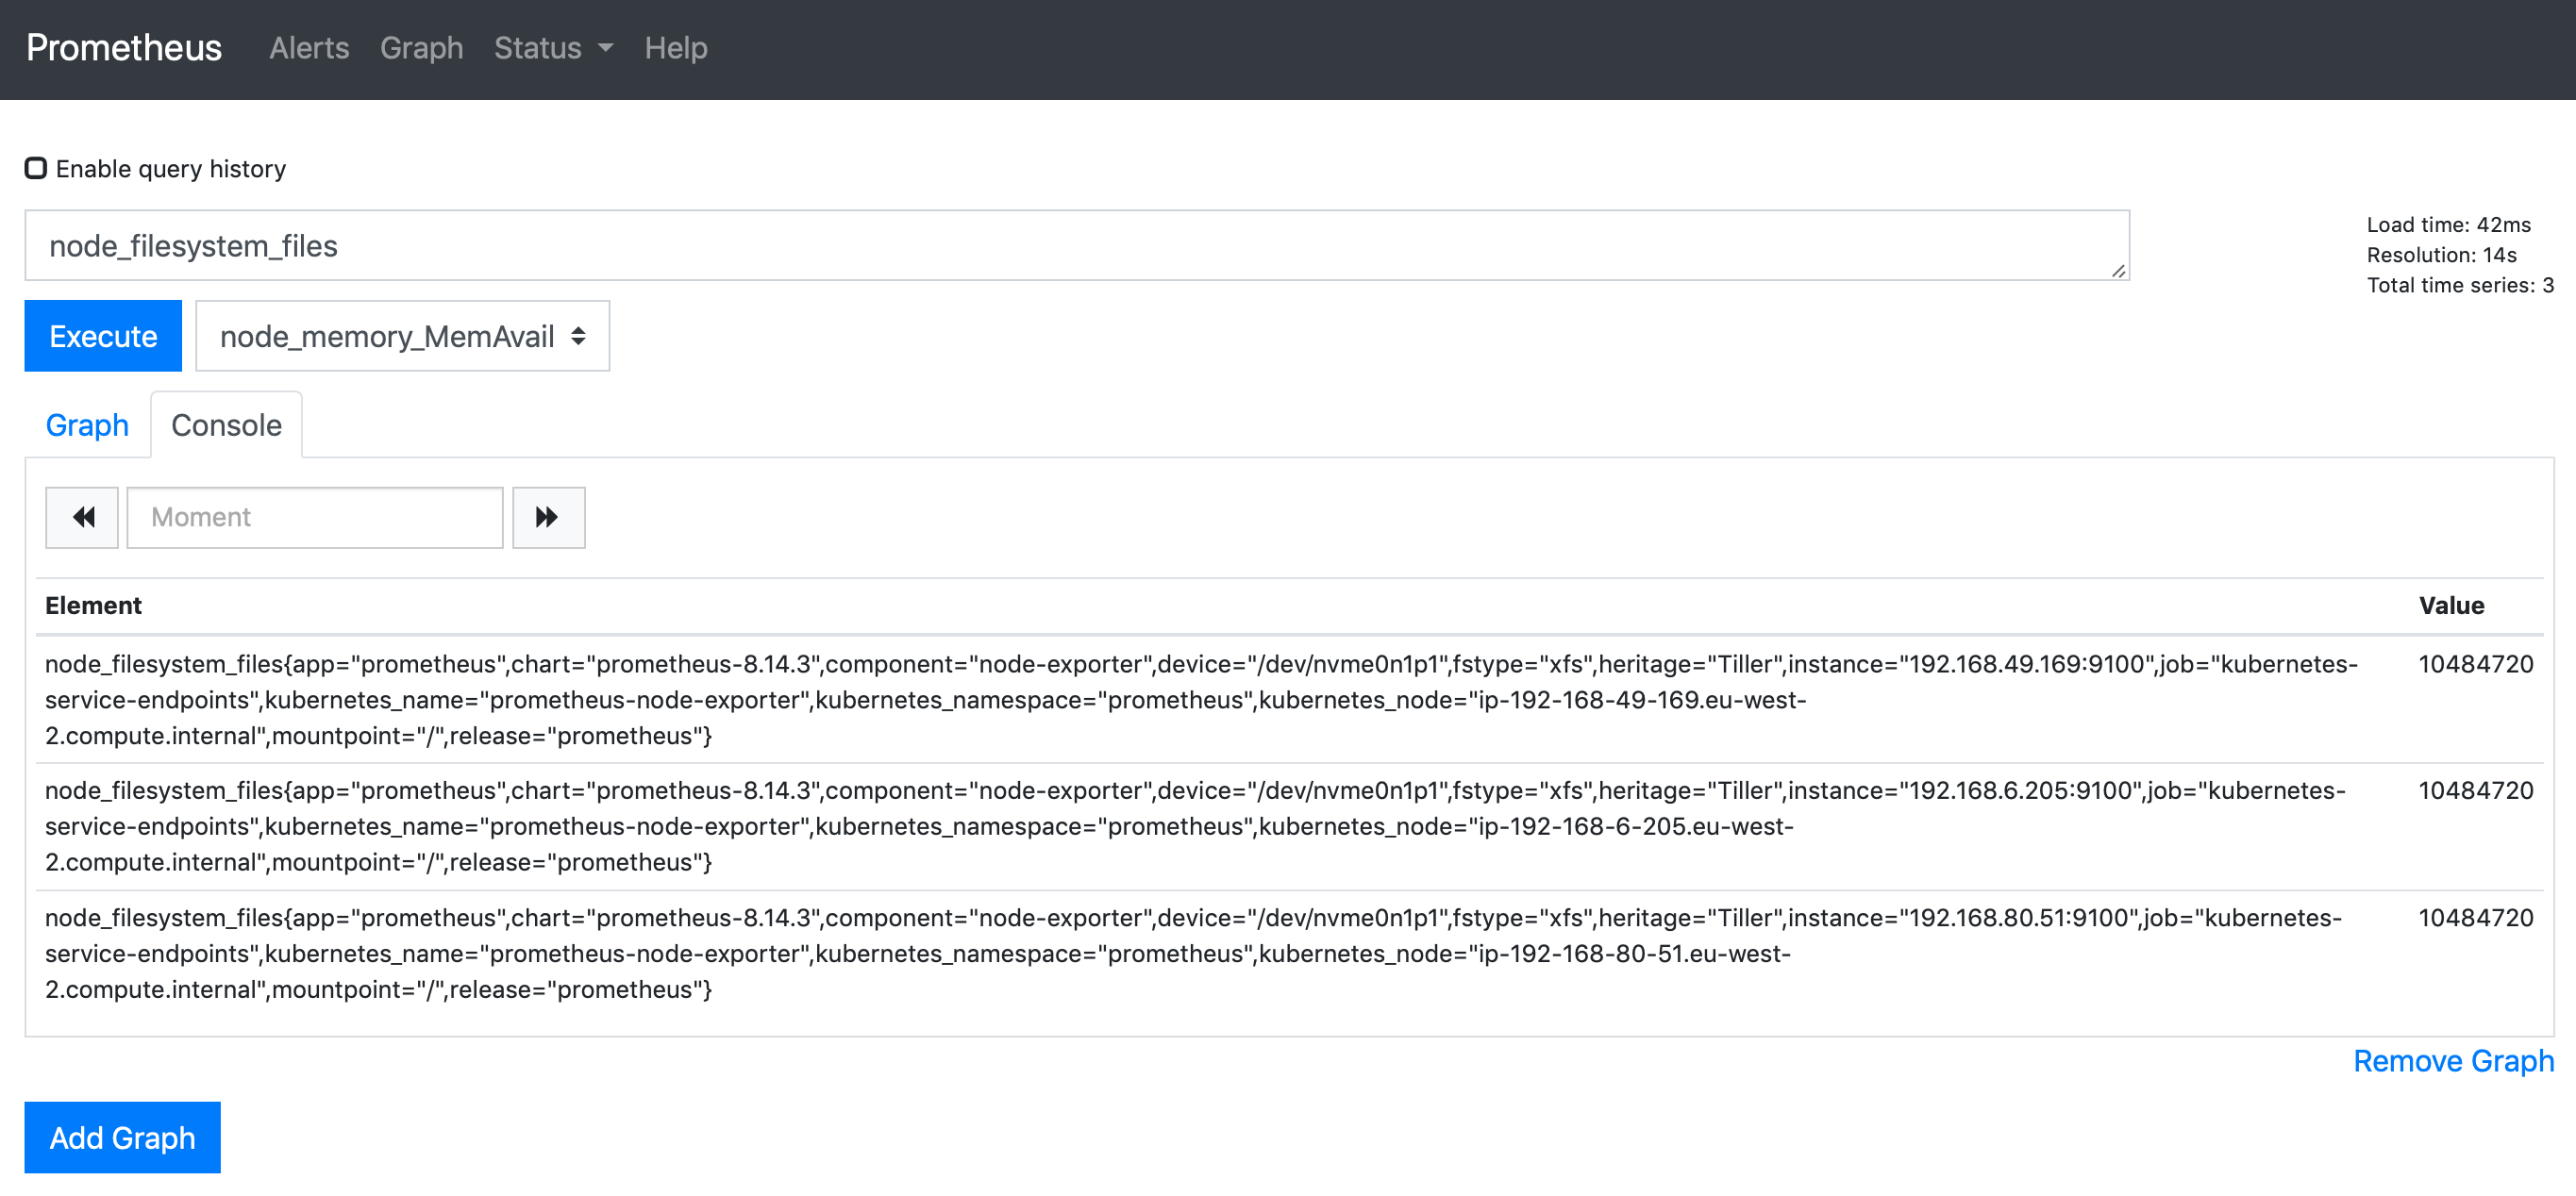 Prometheus Alerts Graph Status Help
Enable query history
node_filesystem_files
Load time: 42ms
Resolution: 14s
Total time series: 3
Execute node_memory_MemAvail
Graph Console
Moment
Element Value
node_filesystem_files{app="prometheus",chart="prometheus-8.14.3",component="node-exporter",device="/dev/nvme0n1p1",fstype="xfs",heritage="Tiller",instance="192.168.49.169:9100",job="kubernetes- 10484720
service-endpoints",kubernetes_name="prometheus-node-exporter",kubernetes_namespace="prometheus",kubernetes_node="ip-192-168-49-169.eu-west-
2.compute.internal",mountpoint="/",release="prometheus"}
node_filesystem_files{app="prometheus",chart="prometheus-8.14.3",component="node-exporter",device="/dev/nvme0n1p1",fstype="xfs",heritage="Tiller",instance="192.168.6.205:9100",job="kubernetes- 10484720
service-endpoints",kubernetes_name="prometheus-node-exporter",kubernetes_namespace="prometheus",kubernetes_node="ip-192-168-6-205.eu-west-
2.compute.internal",mountpoint="/",release="prometheus"}
node_filesystem_files{app="prometheus",chart="prometheus-8.14.3",component="node-exporter",device="/dev/nvme0n1p1",fstype="xfs",heritage="Tiller",instance="192.168.80.51:9100",job="kubernetes- 10484720
service-endpoints",kubernetes_name="prometheus-node-exporter",kubernetes_namespace="prometheus",kubernetes_node="ip-192-168-80-51.eu-west-
2.compute.internal",mountpoint="/",release="prometheus"}
Remove Graph
Add Graph